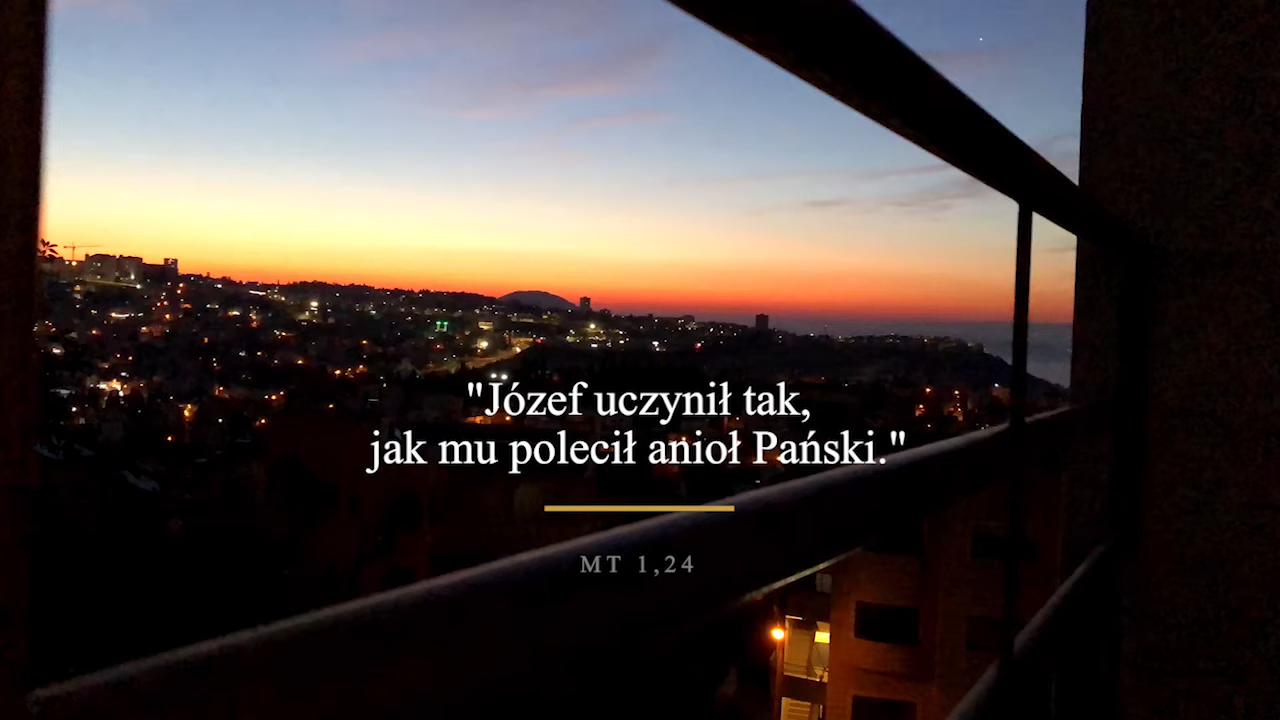 "Józef uczynił tak,
jak mu polecił anioł Pański."
MT 1,24